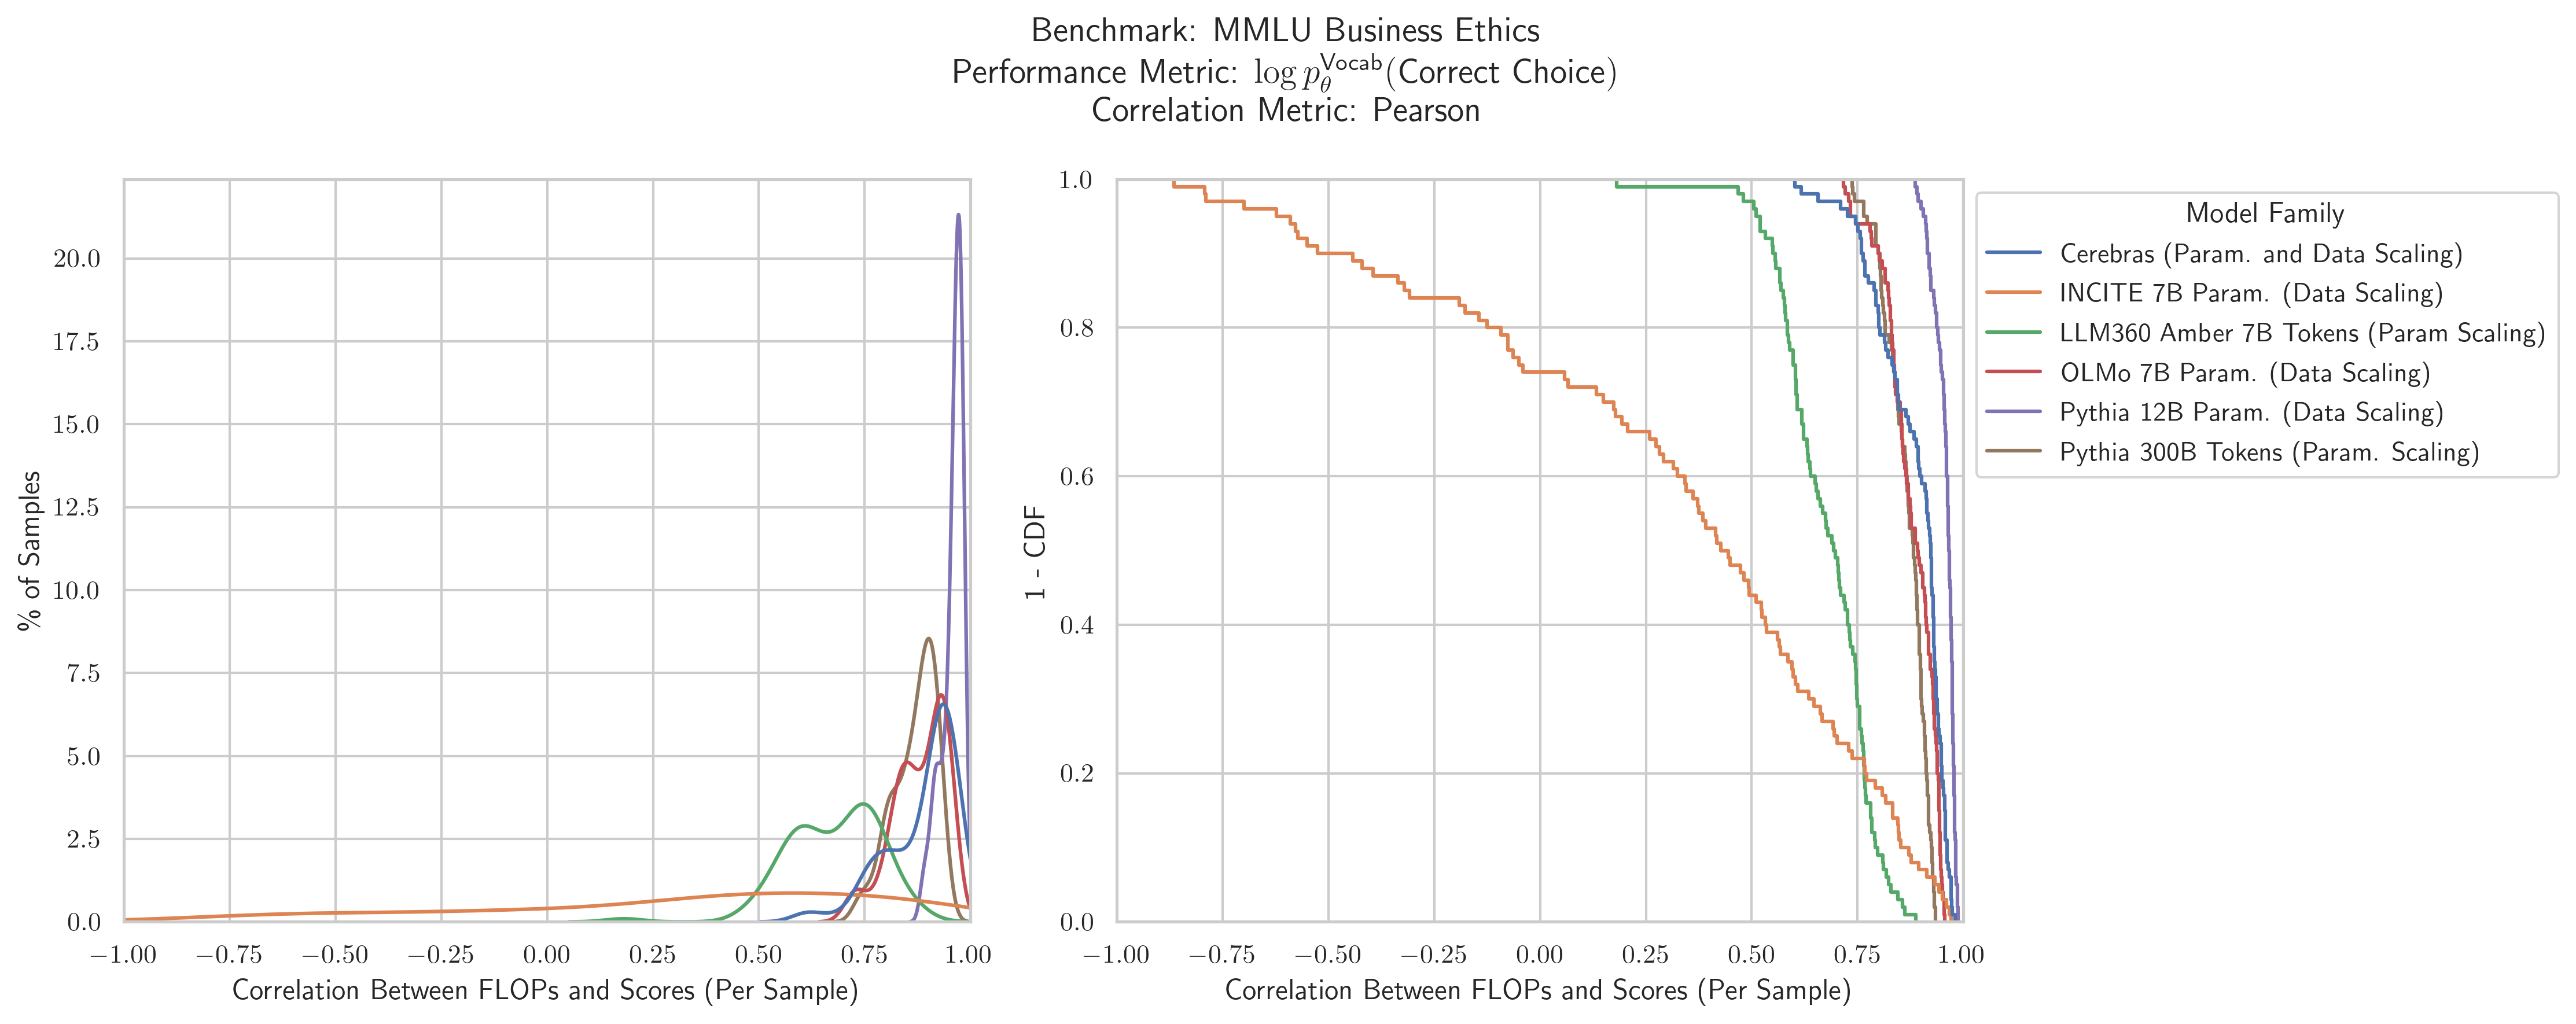 Benchmark: MMLU Business Ethics
Performance Metric: log p_θ^Vocab(Correct Choice)
Correlation Metric: Pearson
% of Samples
20.0
17.5
15.0
12.5
10.0
7.5
5.0
2.5
0.0
−1.00 −0.75 −0.50 −0.25 0.00 0.25 0.50 0.75 1.00
Correlation Between FLOPs and Scores (Per Sample)
1 - CDF
1.0
0.8
0.6
0.4
0.2
0.0
−1.00 −0.75 −0.50 −0.25 0.00 0.25 0.50 0.75 1.00
Correlation Between FLOPs and Scores (Per Sample)
Model Family
Cerebras (Param. and Data Scaling)
INCITE 7B Param. (Data Scaling)
LLM360 Amber 7B Tokens (Param Scaling)
OLMo 7B Param. (Data Scaling)
Pythia 12B Param. (Data Scaling)
Pythia 300B Tokens (Param. Scaling)